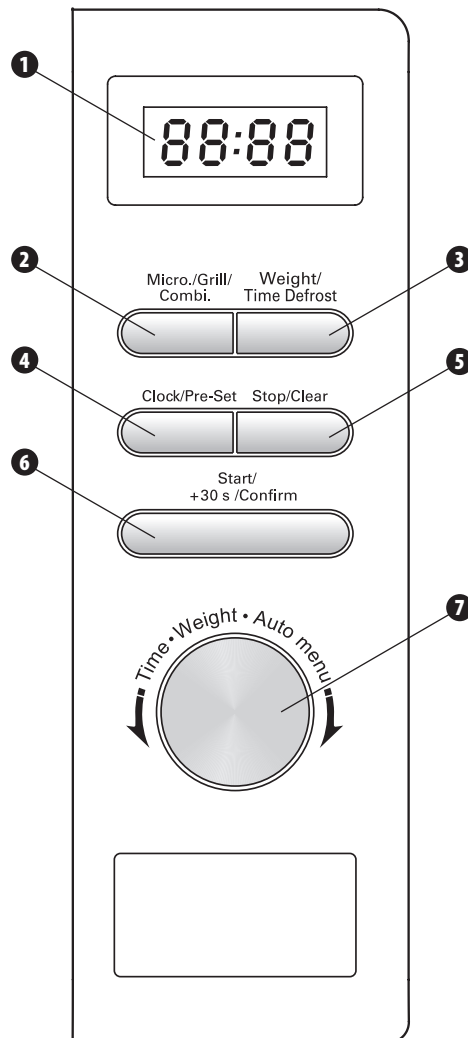 1
88:88
2
Micro./Grill/
Combi.
Weight/
Time Defrost
3
4
Clock/Pre-Set
Stop/Clear
5
6
Start/
+30 s /Confirm
Time • Weight • Auto menu
7